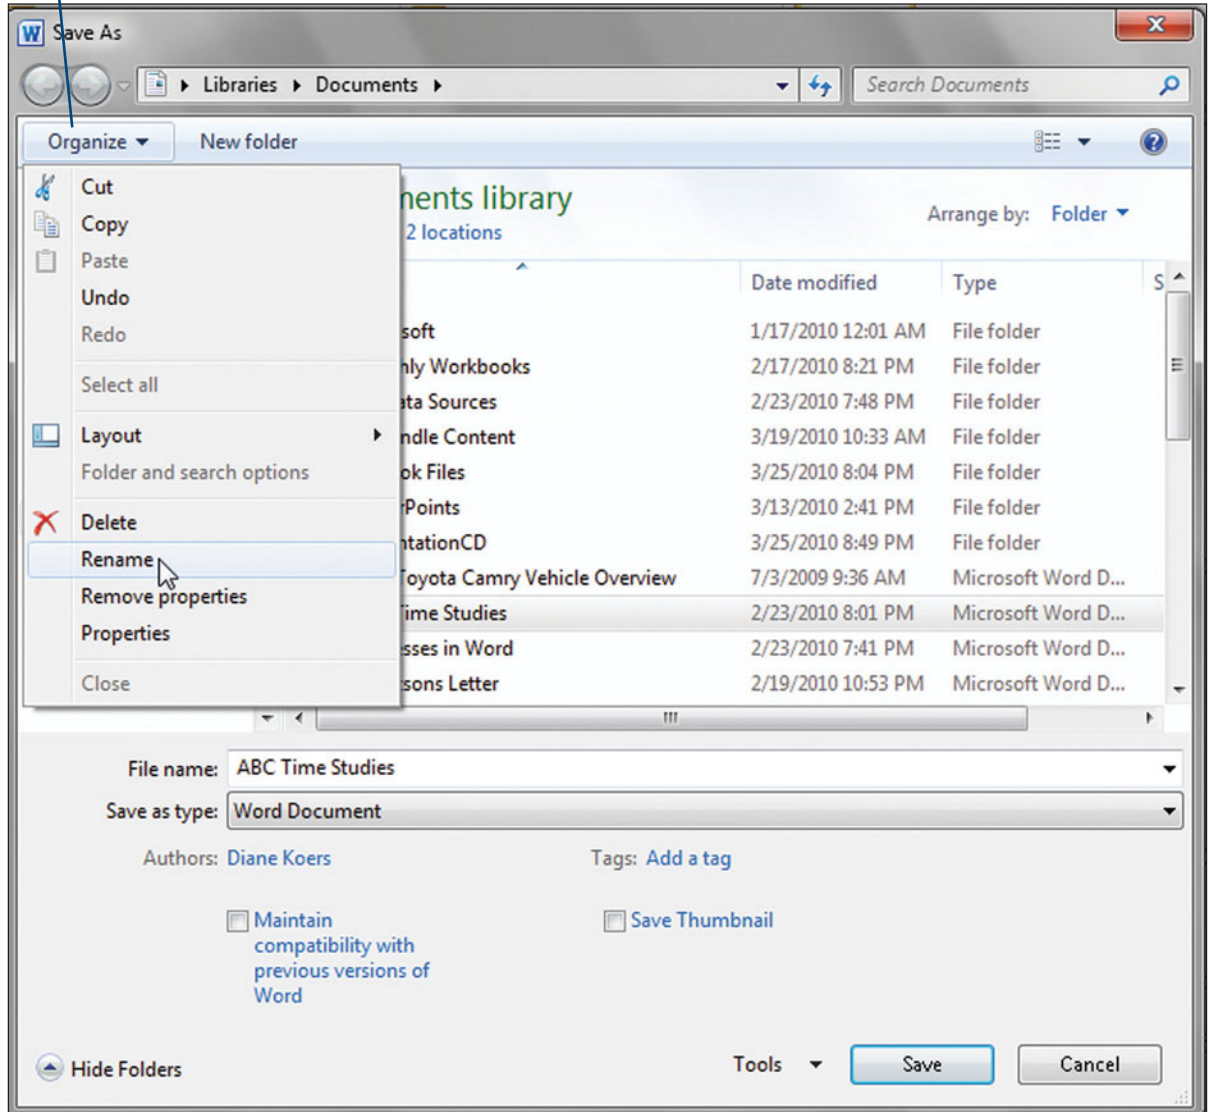 Save As
Libraries Documents
Search Documents
Organize New folder
Cut
Copy
Paste
Undo
Redo
Select all
Layout
Folder and search options
Delete
Rename
Remove properties
Properties
Close
ments library
2 locations
Arrange by: Folder
Date modified Type S
soft 1/17/2010 12:01 AM File folder
hly Workbooks 2/17/2010 8:21 PM File folder
ata Sources 2/23/2010 7:48 PM File folder
ndle Content 3/19/2010 10:33 AM File folder
ok Files 3/25/2010 8:04 PM File folder
rPoints 3/13/2010 2:41 PM File folder
ntationCD 3/25/2010 8:49 PM File folder
Toyota Camry Vehicle Overview 7/3/2009 9:36 AM Microsoft Word D...
Time Studies 2/23/2010 8:01 PM Microsoft Word D...
esses in Word 2/23/2010 7:41 PM Microsoft Word D...
sons Letter 2/19/2010 10:53 PM Microsoft Word D...
File name: ABC Time Studies
Save as type: Word Document
Authors: Diane Koers Tags: Add a tag
Maintain
compatibility with
previous versions of
Word
Save Thumbnail
Hide Folders Tools Save Cancel